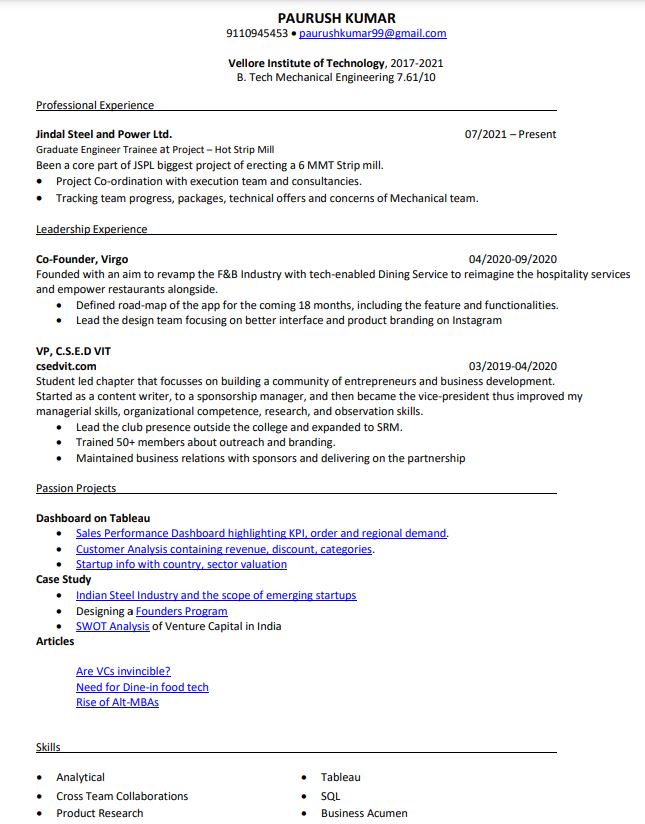 PAURUSH KUMAR
9110945453 • paurushkumar99@gmail.com
Vellore Institute of Technology, 2017-2021
B. Tech Mechanical Engineering 7.61/10
Professional Experience
Jindal Steel and Power Ltd. 07/2021 – Present
Graduate Engineer Trainee at Project – Hot Strip Mill
Been a core part of JSPL biggest project of erecting a 6 MMT Strip mill.
• Project Co-ordination with execution team and consultancies.
• Tracking team progress, packages, technical offers and concerns of Mechanical team.
Leadership Experience
Co-Founder, Virgo 04/2020-09/2020
Founded with an aim to revamp the F&B Industry with tech-enabled Dining Service to reimagine the hospitality services
and empower restaurants alongside.
• Defined road-map of the app for the coming 18 months, including the feature and functionalities.
• Lead the design team focusing on better interface and product branding on Instagram
VP, C.S.E.D VIT
csedvit.com 03/2019-04/2020
Student led chapter that focusses on building a community of entrepreneurs and business development.
Started as a content writer, to a sponsorship manager, and then became the vice-president thus improved my
managerial skills, organizational competence, research, and observation skills.
• Lead the club presence outside the college and expanded to SRM.
• Trained 50+ members about outreach and branding.
• Maintained business relations with sponsors and delivering on the partnership
Passion Projects
Dashboard on Tableau
• Sales Performance Dashboard highlighting KPI, order and regional demand.
• Customer Analysis containing revenue, discount, categories.
• Startup info with country, sector valuation
Case Study
• Indian Steel Industry and the scope of emerging startups
• Designing a Founders Program
• SWOT Analysis of Venture Capital in India
Articles
Are VCs invincible?
Need for Dine-in food tech
Rise of Alt-MBAs
Skills
• Analytical • Tableau
• Cross Team Collaborations • SQL
• Product Research • Business Acumen